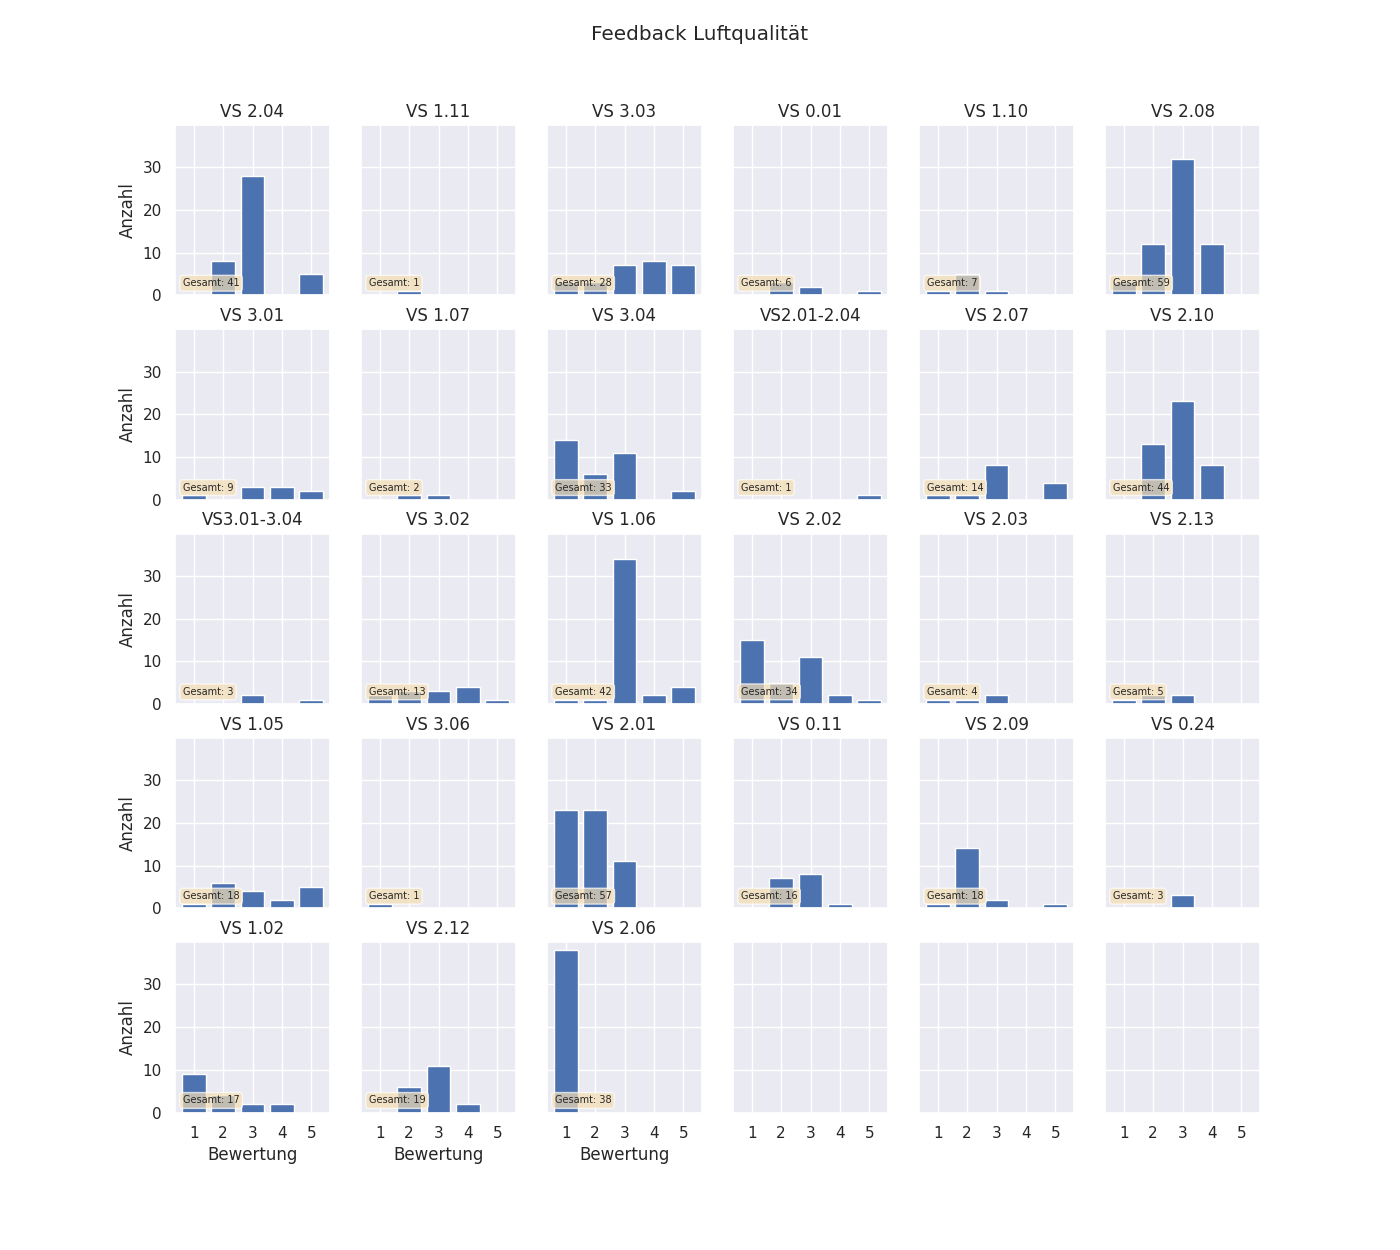 Feedback Luftqualität
VS 2.04 VS 1.11 VS 3.03 VS 0.01 VS 1.10 VS 2.08
Anzahl
30
20
10
0
Gesamt: 41 Gesamt: 1 Gesamt: 28 Gesamt: 6 Gesamt: 7 Gesamt: 59
VS 3.01 VS 1.07 VS 3.04 VS2.01-2.04 VS 2.07 VS 2.10
Anzahl
30
20
10
0
Gesamt: 9 Gesamt: 2 Gesamt: 33 Gesamt: 1 Gesamt: 14 Gesamt: 44
VS3.01-3.04 VS 3.02 VS 1.06 VS 2.02 VS 2.03 VS 2.13
Anzahl
30
20
10
0
Gesamt: 3 Gesamt: 13 Gesamt: 42 Gesamt: 34 Gesamt: 4 Gesamt: 5
VS 1.05 VS 3.06 VS 2.01 VS 0.11 VS 2.09 VS 0.24
Anzahl
30
20
10
0
Gesamt: 18 Gesamt: 1 Gesamt: 57 Gesamt: 16 Gesamt: 18 Gesamt: 3
VS 1.02 VS 2.12 VS 2.06
Anzahl
30
20
10
0
Gesamt: 17 Gesamt: 19 Gesamt: 38
1 2 3 4 5 1 2 3 4 5 1 2 3 4 5 1 2 3 4 5 1 2 3 4 5 1 2 3 4 5
Bewertung Bewertung Bewertung